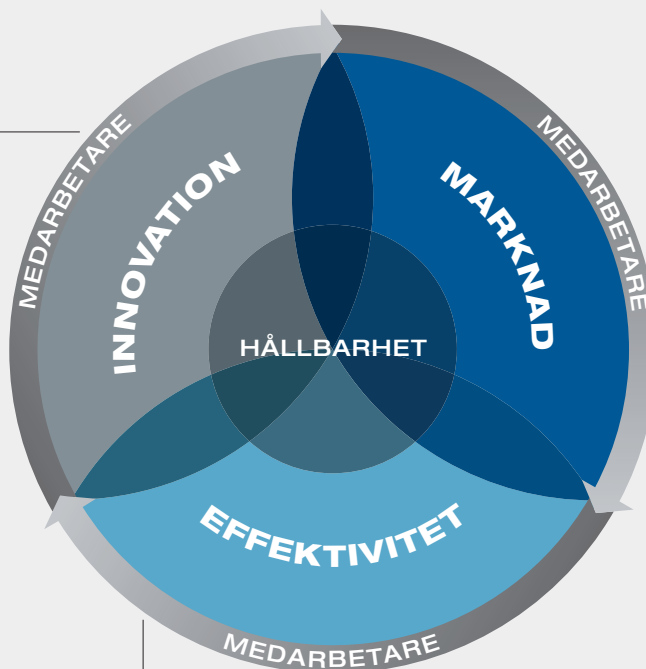 MEDARBETARE
MEDARBETARE
INNOVATION
MARKNAD
HÅLLBARHET
EFFEKTIVITET
MEDARBETARE